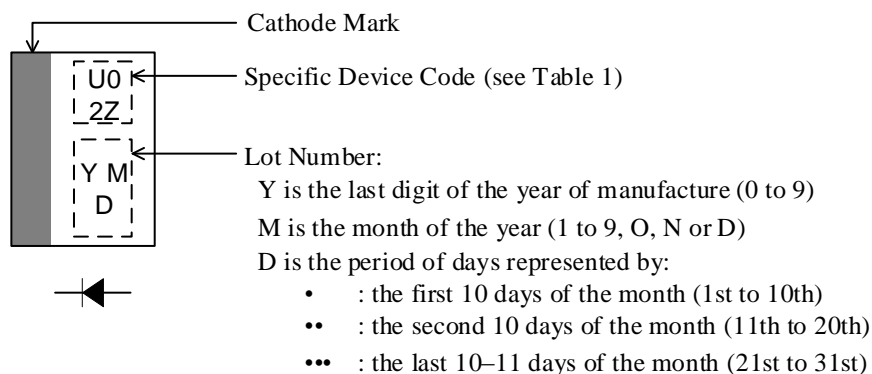 Cathode Mark
U0
2Z
Specific Device Code (see Table 1)
Y M
D
Lot Number:
Y is the last digit of the year of manufacture (0 to 9)
M is the month of the year (1 to 9, O, N or D)
D is the period of days represented by:
• : the first 10 days of the month (1st to 10th)
•• : the second 10 days of the month (11th to 20th)
••• : the last 10–11 days of the month (21st to 31st)